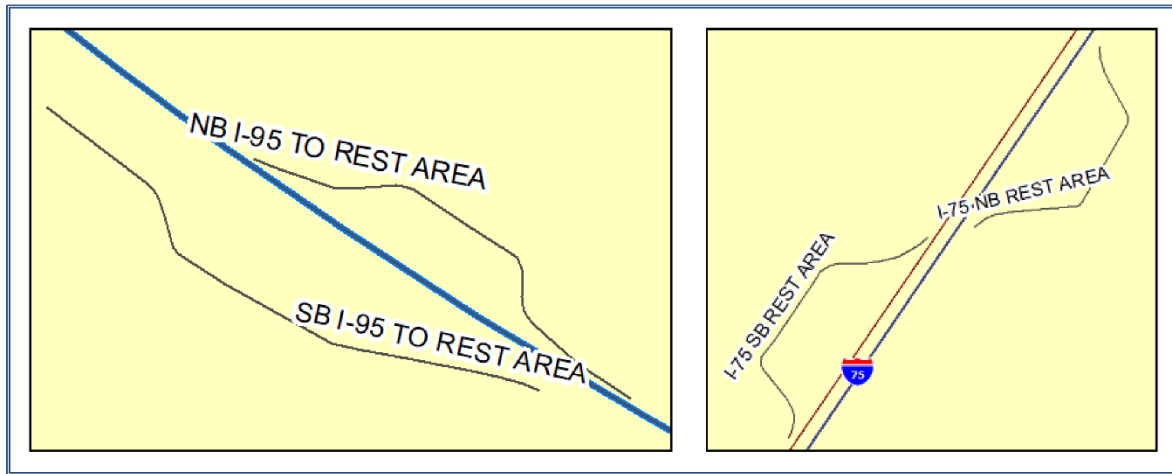 NB I-95 TO REST AREA
SB I-95 TO REST AREA
I-75 NB REST AREA
I-75 SB REST AREA
75